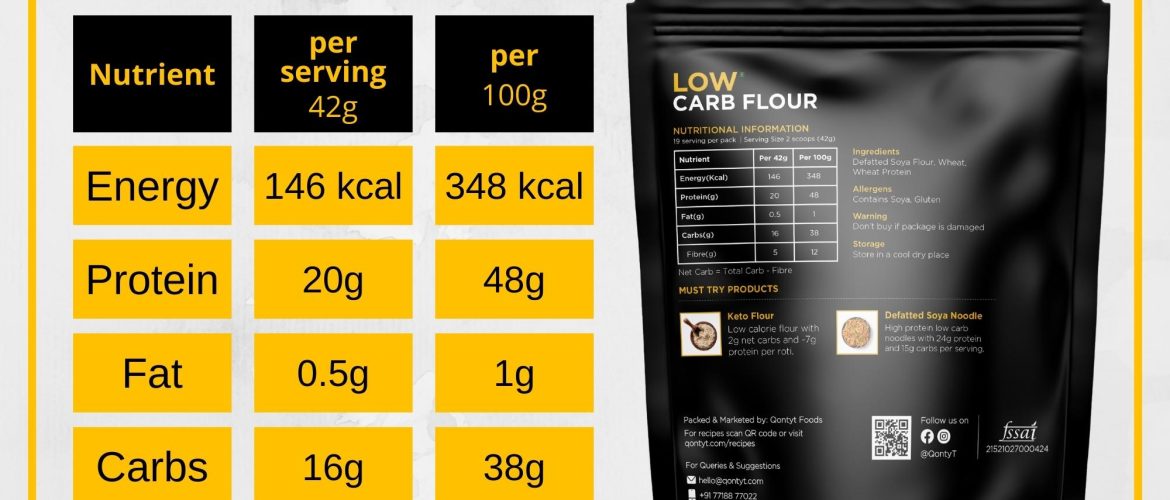 Nutrient per serving 42g per 100g
Energy 146 kcal 348 kcal
Protein 20g 48g
Fat 0.5g 1g
Carbs 16g 38g
LOW*
CARB FLOUR
NUTRITIONAL INFORMATION
19 serving per pack | Serving Size 2 scoops (42g)
Nutrient Per 42g Per 100g
Energy(Kcal) 146 348
Protein(g) 20 48
Fat(g) 0.5 1
Carbs(g) 16 38
Fibre(g) 5 12
Net Carb = Total Carb - Fibre
Ingredients
Defatted Soya Flour, Wheat,
Wheat Protein
Allergens
Contains Soya, Gluten
Warning
Don't buy if package is damaged
Storage
Store in a cool dry place
MUST TRY PRODUCTS
Keto Flour
Low calorie flour with
2g net carbs and ~7g
protein per roti.
Defatted Soya Noodle
High protein low carb
noodles with 24g protein
and 15g carbs per serving.
Packed & Marketed by: Qontyt Foods
For recipes scan QR code or visit
qontyt.com/recipes
For Queries & Suggestions
hello@qontyt.com
+91 77188 77022
Follow us on
@QontyT
fssai
21521027000424